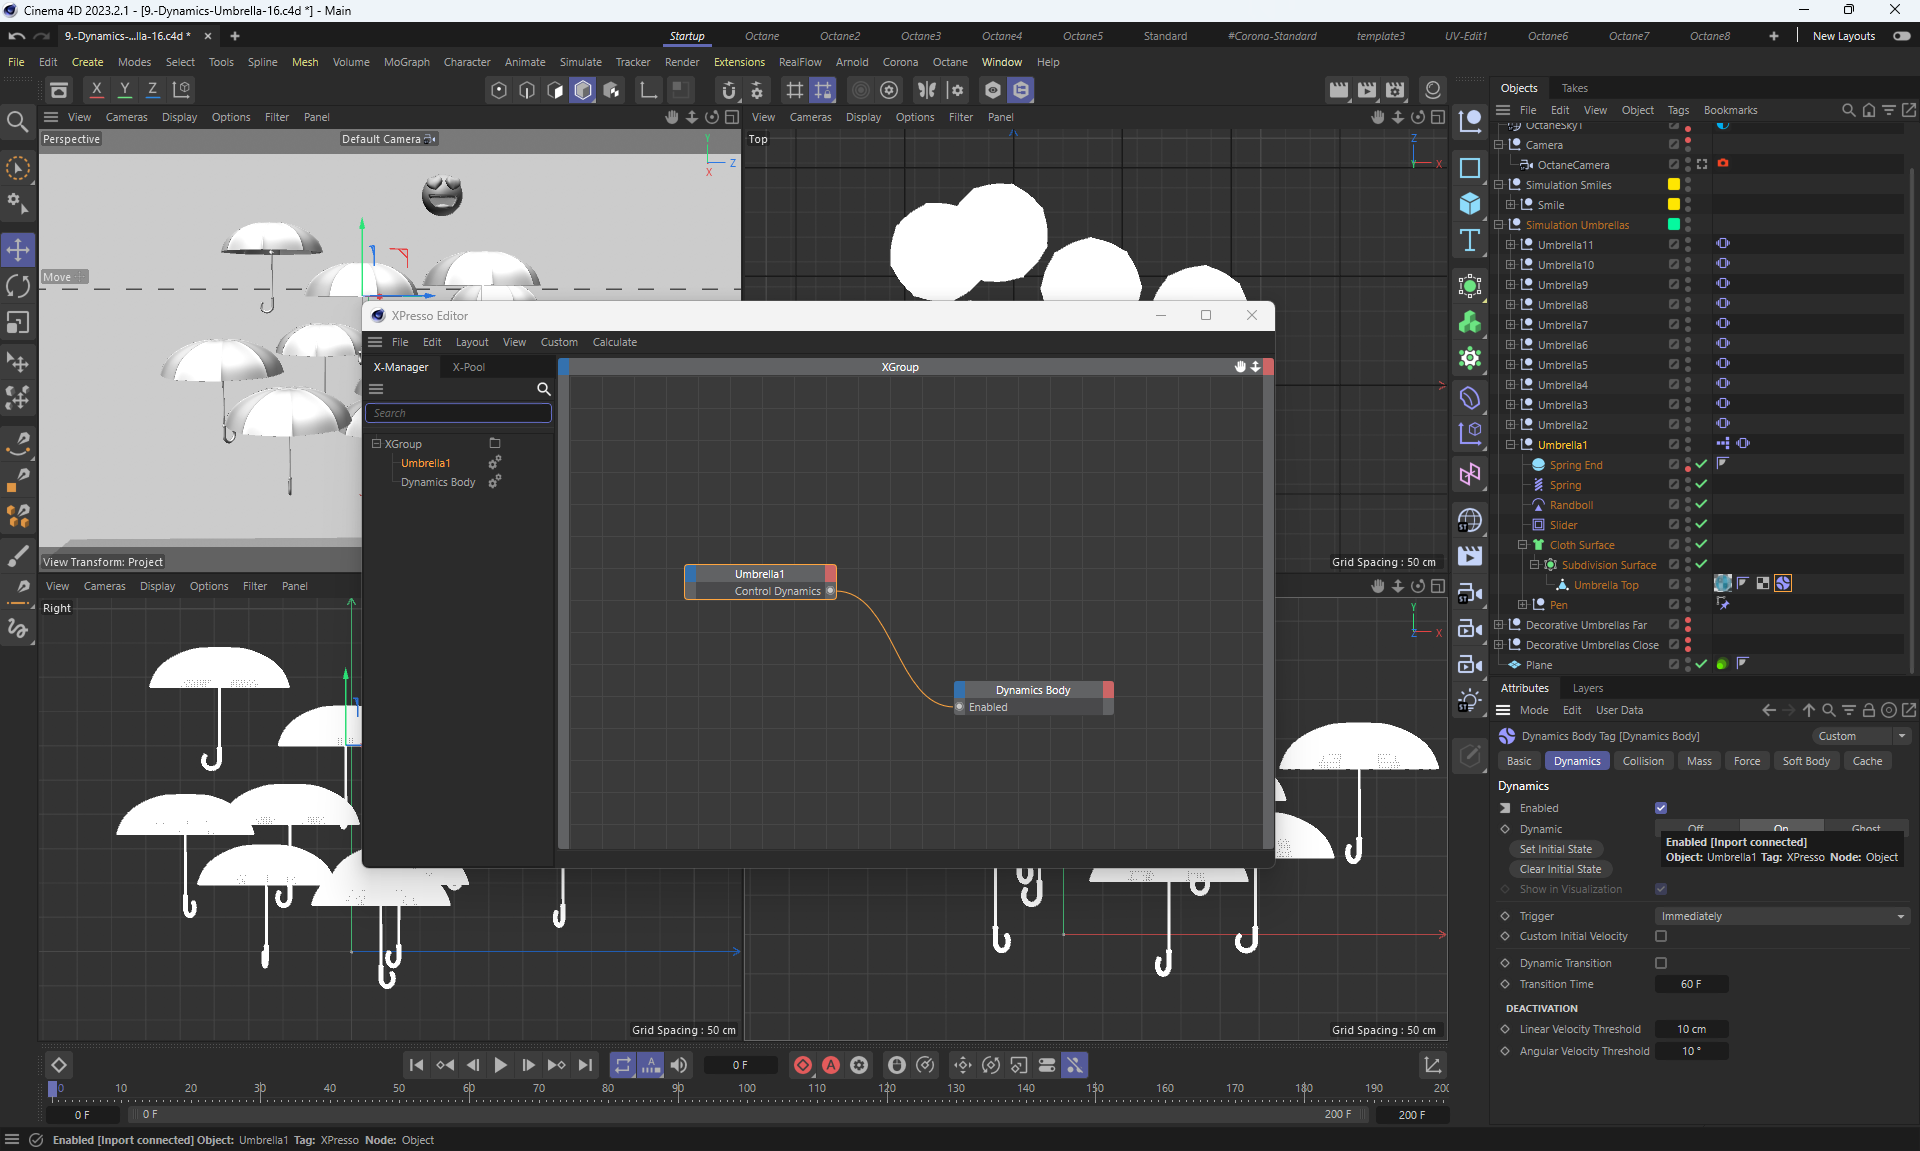 Cinema 4D 2023.2.1 - [9.-Dynamics-Umbrella-16.c4d *] - Main
9.-Dynamics-...lla-16.c4d *
Startup Octane Octane2 Octane3 Octane4 Octane5 Standard #Corona-Standard template3 UV-Edit1 Octane6 Octane7 Octane8 New Layouts
File Edit Create Modes Select Tools Spline Mesh Volume MoGraph Character Animate Simulate Tracker Render Extensions RealFlow Arnold Corona Octane Window Help
X Y Z
View Cameras Display Options Filter Panel
Perspective
Default Camera
Y
Z
X
Move
View Transform: Project
View Cameras Display Options Filter Panel
Top
Z
Y X
Grid Spacing : 50 cm
XPresso Editor
File Edit Layout View Custom Calculate
X-Manager X-Pool
Search
XGroup
Umbrella1
Dynamics Body
XGroup
Umbrella1
Control Dynamics
Dynamics Body
Enabled
View Cameras Display Options Filter Panel
Right
Grid Spacing : 50 cm
Y
Z X
Grid Spacing : 50 cm
Objects Takes
File Edit View Object Tags Bookmarks
OctaneSky1
Camera
OctaneCamera
Simulation Smiles
Smile
Simulation Umbrellas
Umbrella11
Umbrella10
Umbrella9
Umbrella8
Umbrella7
Umbrella6
Umbrella5
Umbrella4
Umbrella3
Umbrella2
Umbrella1
Spring End
Spring
Randboll
Slider
Cloth Surface
Subdivision Surface
Umbrella Top
Pen
Decorative Umbrellas Far
Decorative Umbrellas Close
Plane
Attributes Layers
Mode Edit User Data
Dynamics Body Tag [Dynamics Body] Custom
Basic Dynamics Collision Mass Force Soft Body Cache
Dynamics
Enabled
Dynamic Off On Ghost
Enabled [Inport connected]
Object: Umbrella1 Tag: XPresso Node: Object
Set Initial State
Clear Initial State
Show in Visualization
Trigger Immediately
Custom Initial Velocity
Dynamic Transition
Transition Time 60 F
DEACTIVATION
Linear Velocity Threshold 10 cm
Angular Velocity Threshold 10 °
0 F
0 10 20 30 40 50 60 70 80 90 100 110 120 130 140 150 160 170 180 190 200
0 F 0 F 200 F 200 F
Enabled [Inport connected] Object: Umbrella1 Tag: XPresso Node: Object